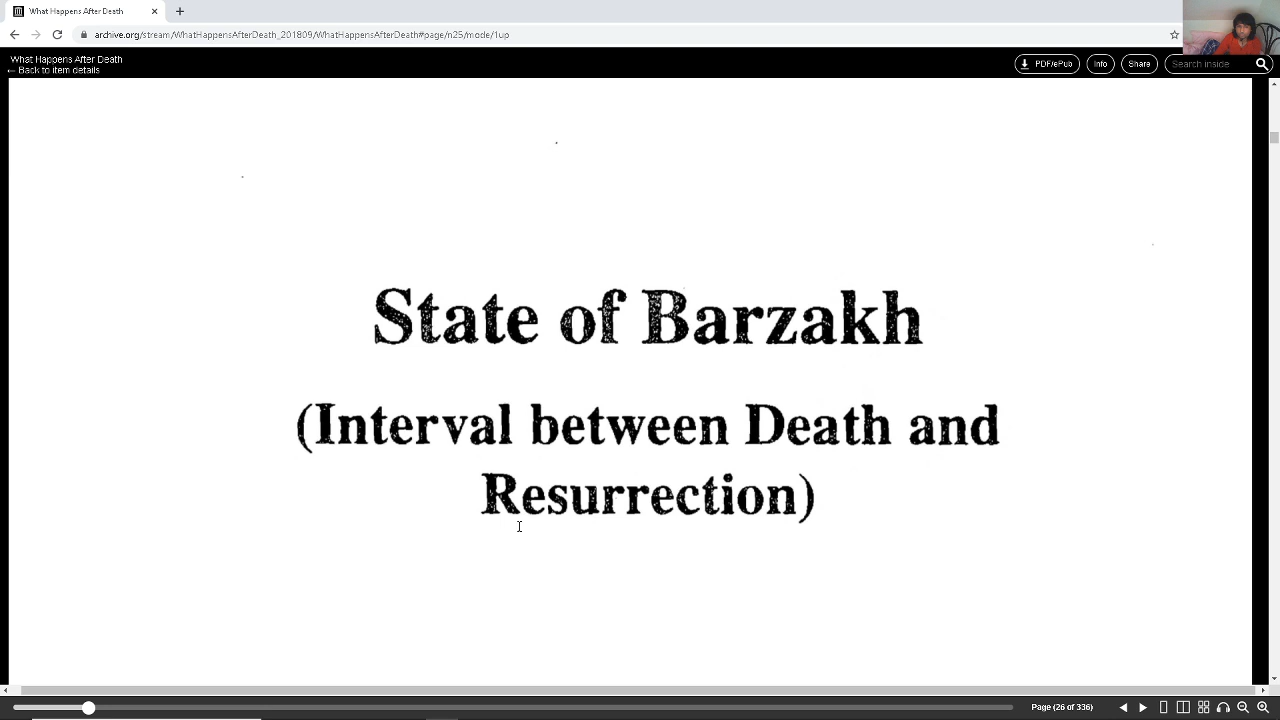 What Happens After Death
archive.org/stream/WhatHappensAfterDeath_201809/WhatHappensAfterDeath#page/n25/mode/1up
What Happens After Death
← Back to item details
PDF/ePub
Info
Share
Search inside
State of Barzakh
(Interval between Death and
Resurrection)
Page (26 of 336)